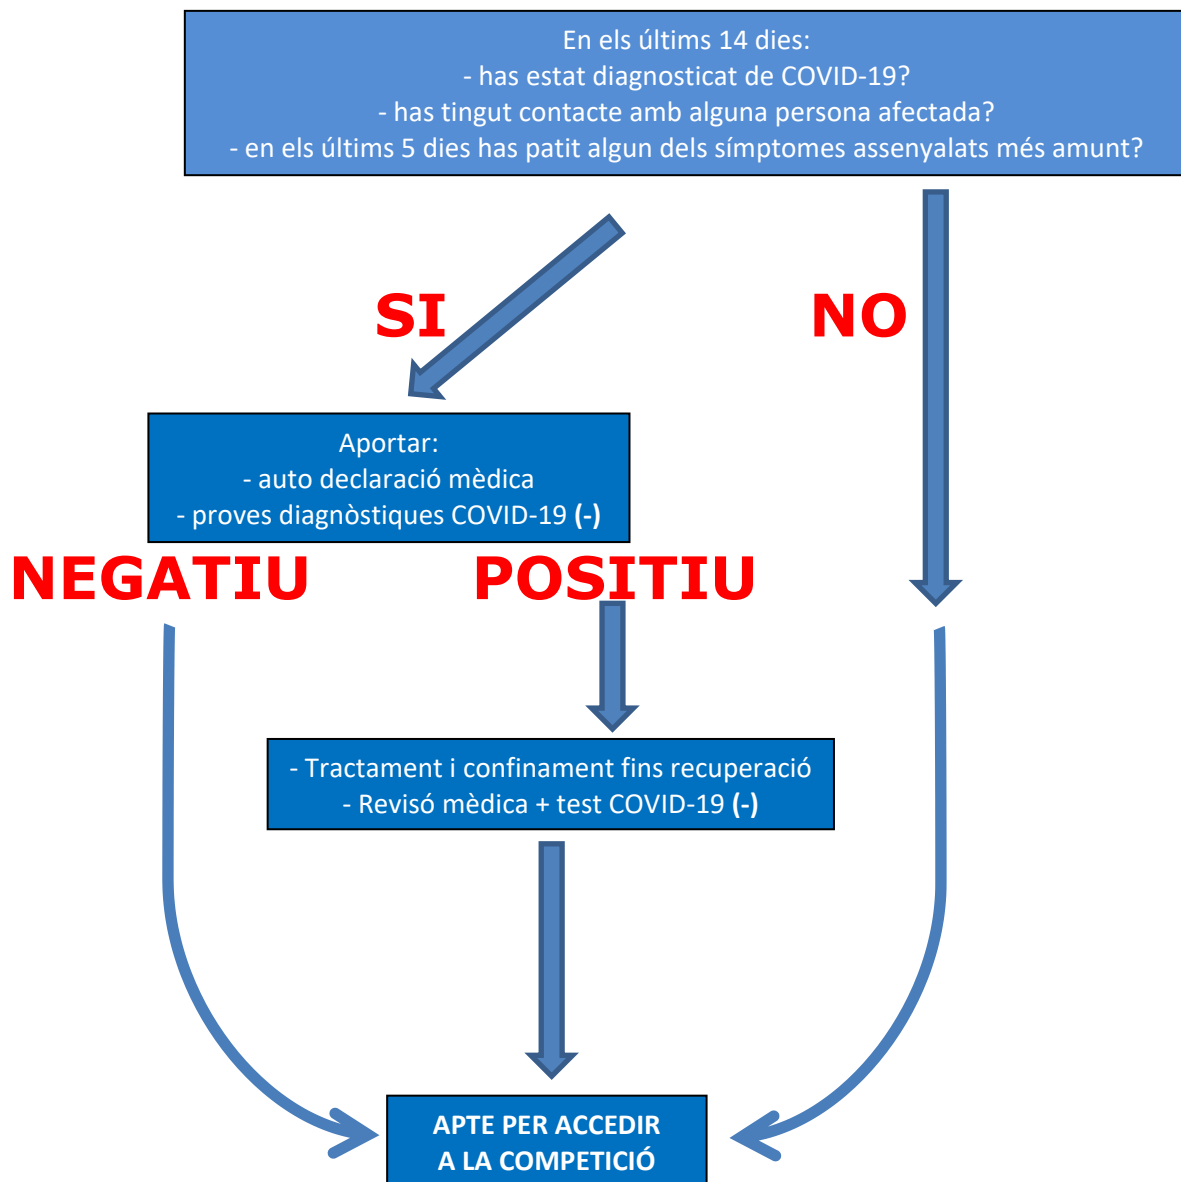 En els últims 14 dies:
- has estat diagnosticat de COVID-19?
- has tingut contacte amb alguna persona afectada?
- en els últims 5 dies has patit algun dels símptomes assenyalats més amunt?
SI
NO
Aportar:
- auto declaració mèdica
- proves diagnòstiques COVID-19 (-)
NEGATIU
POSITIU
- Tractament i confinament fins recuperació
- Revisó mèdica + test COVID-19 (-)
APTE PER ACCEDIR
A LA COMPETICIÓ